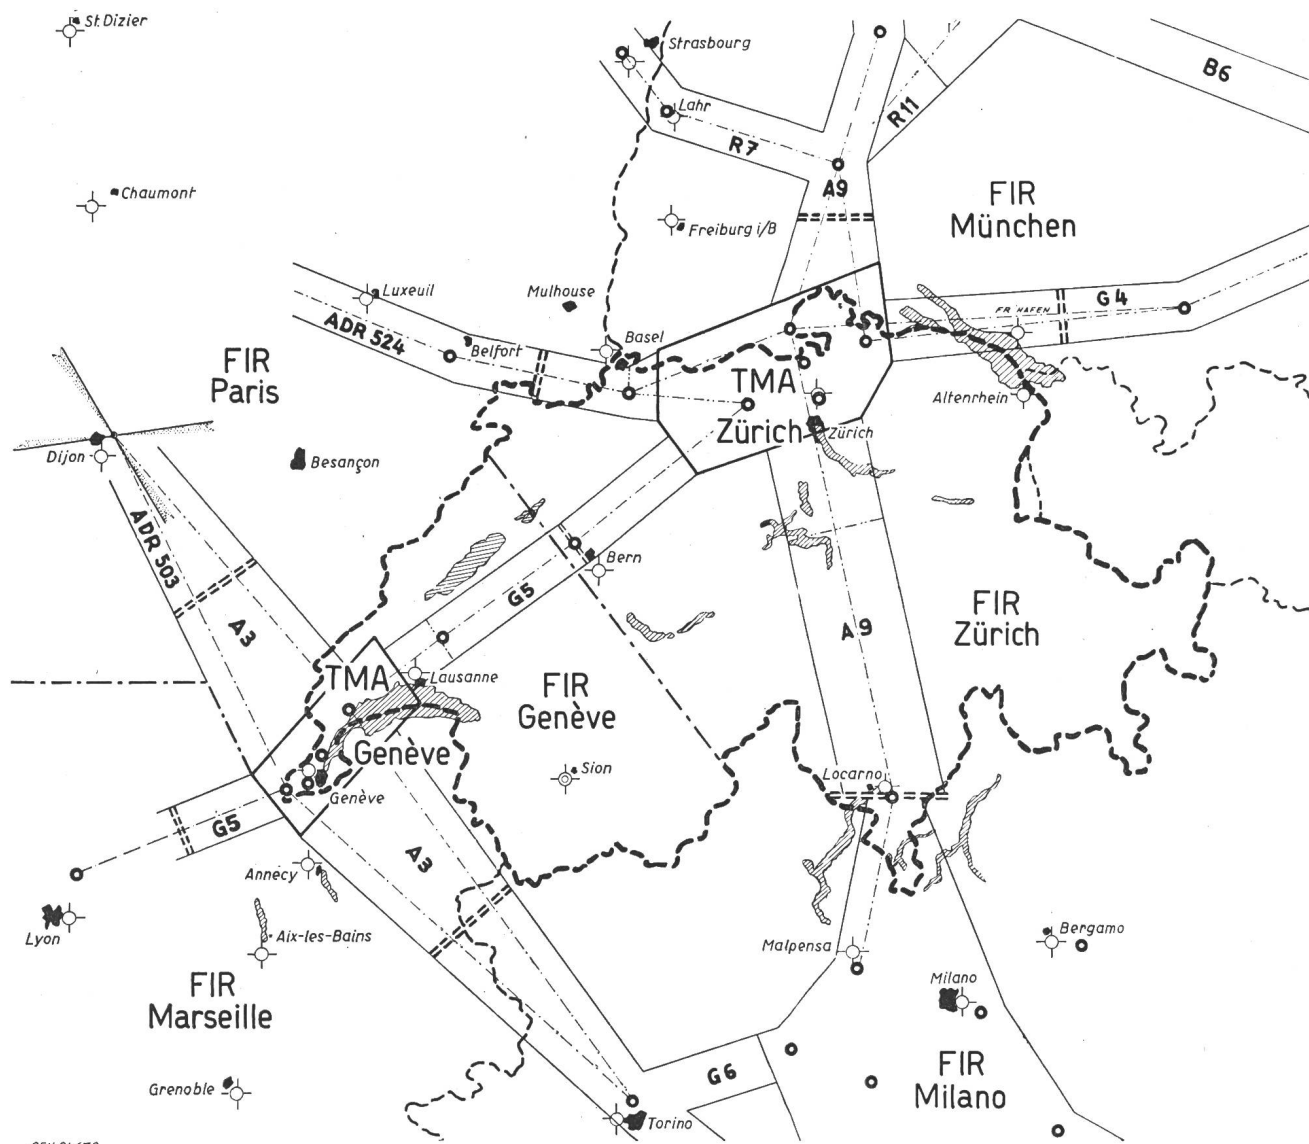 St. Dizier
Strasbourg
B6
Lahr
R11
R7
Chaumont
A9
FIR
München
Freiburg i/B
Luxeuil
Mulhouse
G4
FR HAFEN
ADR 524
Basel
Belfort
FIR
Paris
TMA
Zürich
Altenrhein
Zürich
Dijon
Besançon
ADR 503
Bern
G5
A3
A9
FIR
Zürich
TMA
Genève
Lausanne
FIR
Genève
Sion
Locarno
Genève
G5
A3
Annecy
Lyon
Aix-les-Bains
Malpensa
Bergamo
Milano
FIR
Marseille
FIR
Milano
G6
Grenoble
Torino